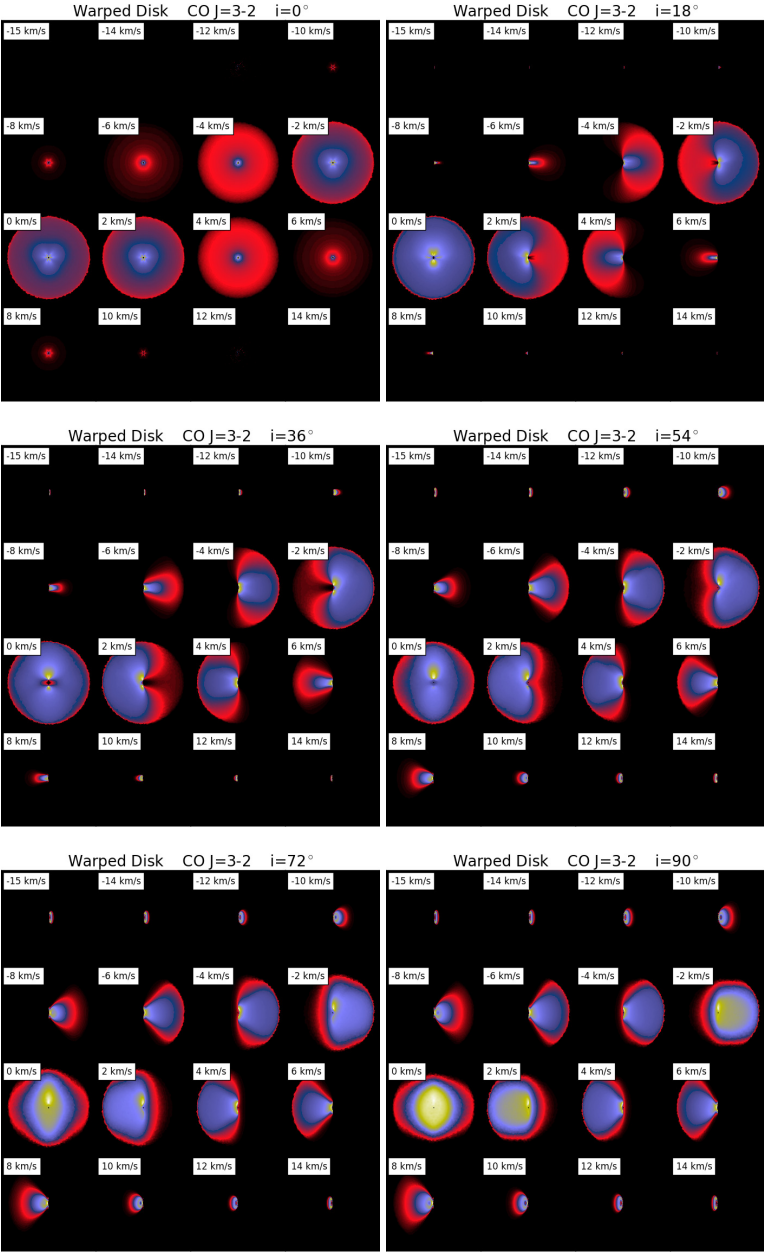 Warped Disk CO J=3-2 i=0°
-15 km/s -14 km/s -12 km/s -10 km/s
-8 km/s -6 km/s -4 km/s -2 km/s
0 km/s 2 km/s 4 km/s 6 km/s
8 km/s 10 km/s 12 km/s 14 km/s
Warped Disk CO J=3-2 i=18°
-15 km/s -14 km/s -12 km/s -10 km/s
-8 km/s -6 km/s -4 km/s -2 km/s
0 km/s 2 km/s 4 km/s 6 km/s
8 km/s 10 km/s 12 km/s 14 km/s
Warped Disk CO J=3-2 i=36°
-15 km/s -14 km/s -12 km/s -10 km/s
-8 km/s -6 km/s -4 km/s -2 km/s
0 km/s 2 km/s 4 km/s 6 km/s
8 km/s 10 km/s 12 km/s 14 km/s
Warped Disk CO J=3-2 i=54°
-15 km/s -14 km/s -12 km/s -10 km/s
-8 km/s -6 km/s -4 km/s -2 km/s
0 km/s 2 km/s 4 km/s 6 km/s
8 km/s 10 km/s 12 km/s 14 km/s
Warped Disk CO J=3-2 i=72°
-15 km/s -14 km/s -12 km/s -10 km/s
-8 km/s -6 km/s -4 km/s -2 km/s
0 km/s 2 km/s 4 km/s 6 km/s
8 km/s 10 km/s 12 km/s 14 km/s
Warped Disk CO J=3-2 i=90°
-15 km/s -14 km/s -12 km/s -10 km/s
-8 km/s -6 km/s -4 km/s -2 km/s
0 km/s 2 km/s 4 km/s 6 km/s
8 km/s 10 km/s 12 km/s 14 km/s